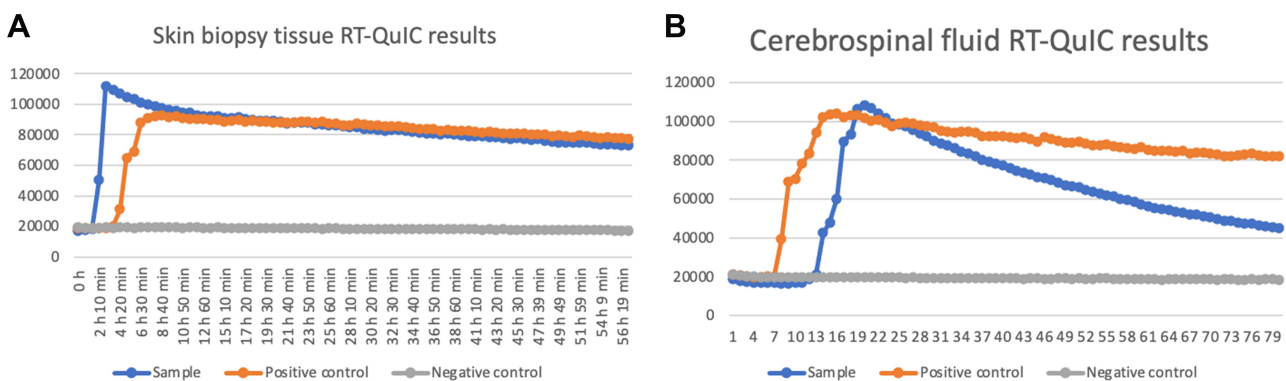 A
Skin biopsy tissue RT-QuIC results
120000
100000
80000
60000
40000
20000
0
0 h
2 h 10 min
4 h 20 min
6 h 30 min
8 h 40 min
10 h 50 min
12 h 60 min
15 h 10 min
17 h 20 min
19 h 30 min
21 h 40 min
23 h 52 min
25 h 60 min
28 h 10 min
30 h 20 min
32 h 30 min
34 h 40 min
36 h 50 min
38 h 60 min
41 h 10 min
43 h 20 min
45 h 30 min
47 h 39 min
49 h 49 min
51 h 59 min
54 h 9 min
56 h 19 min
Sample Positive control Negative control
B
Cerebrospinal fluid RT-QuIC results
120000
100000
80000
60000
40000
20000
0
1 4 7 10 13 16 19 22 25 28 31 34 37 40 43 46 49 52 55 58 61 64 67 70 73 76 79
Sample Positive control Negative control